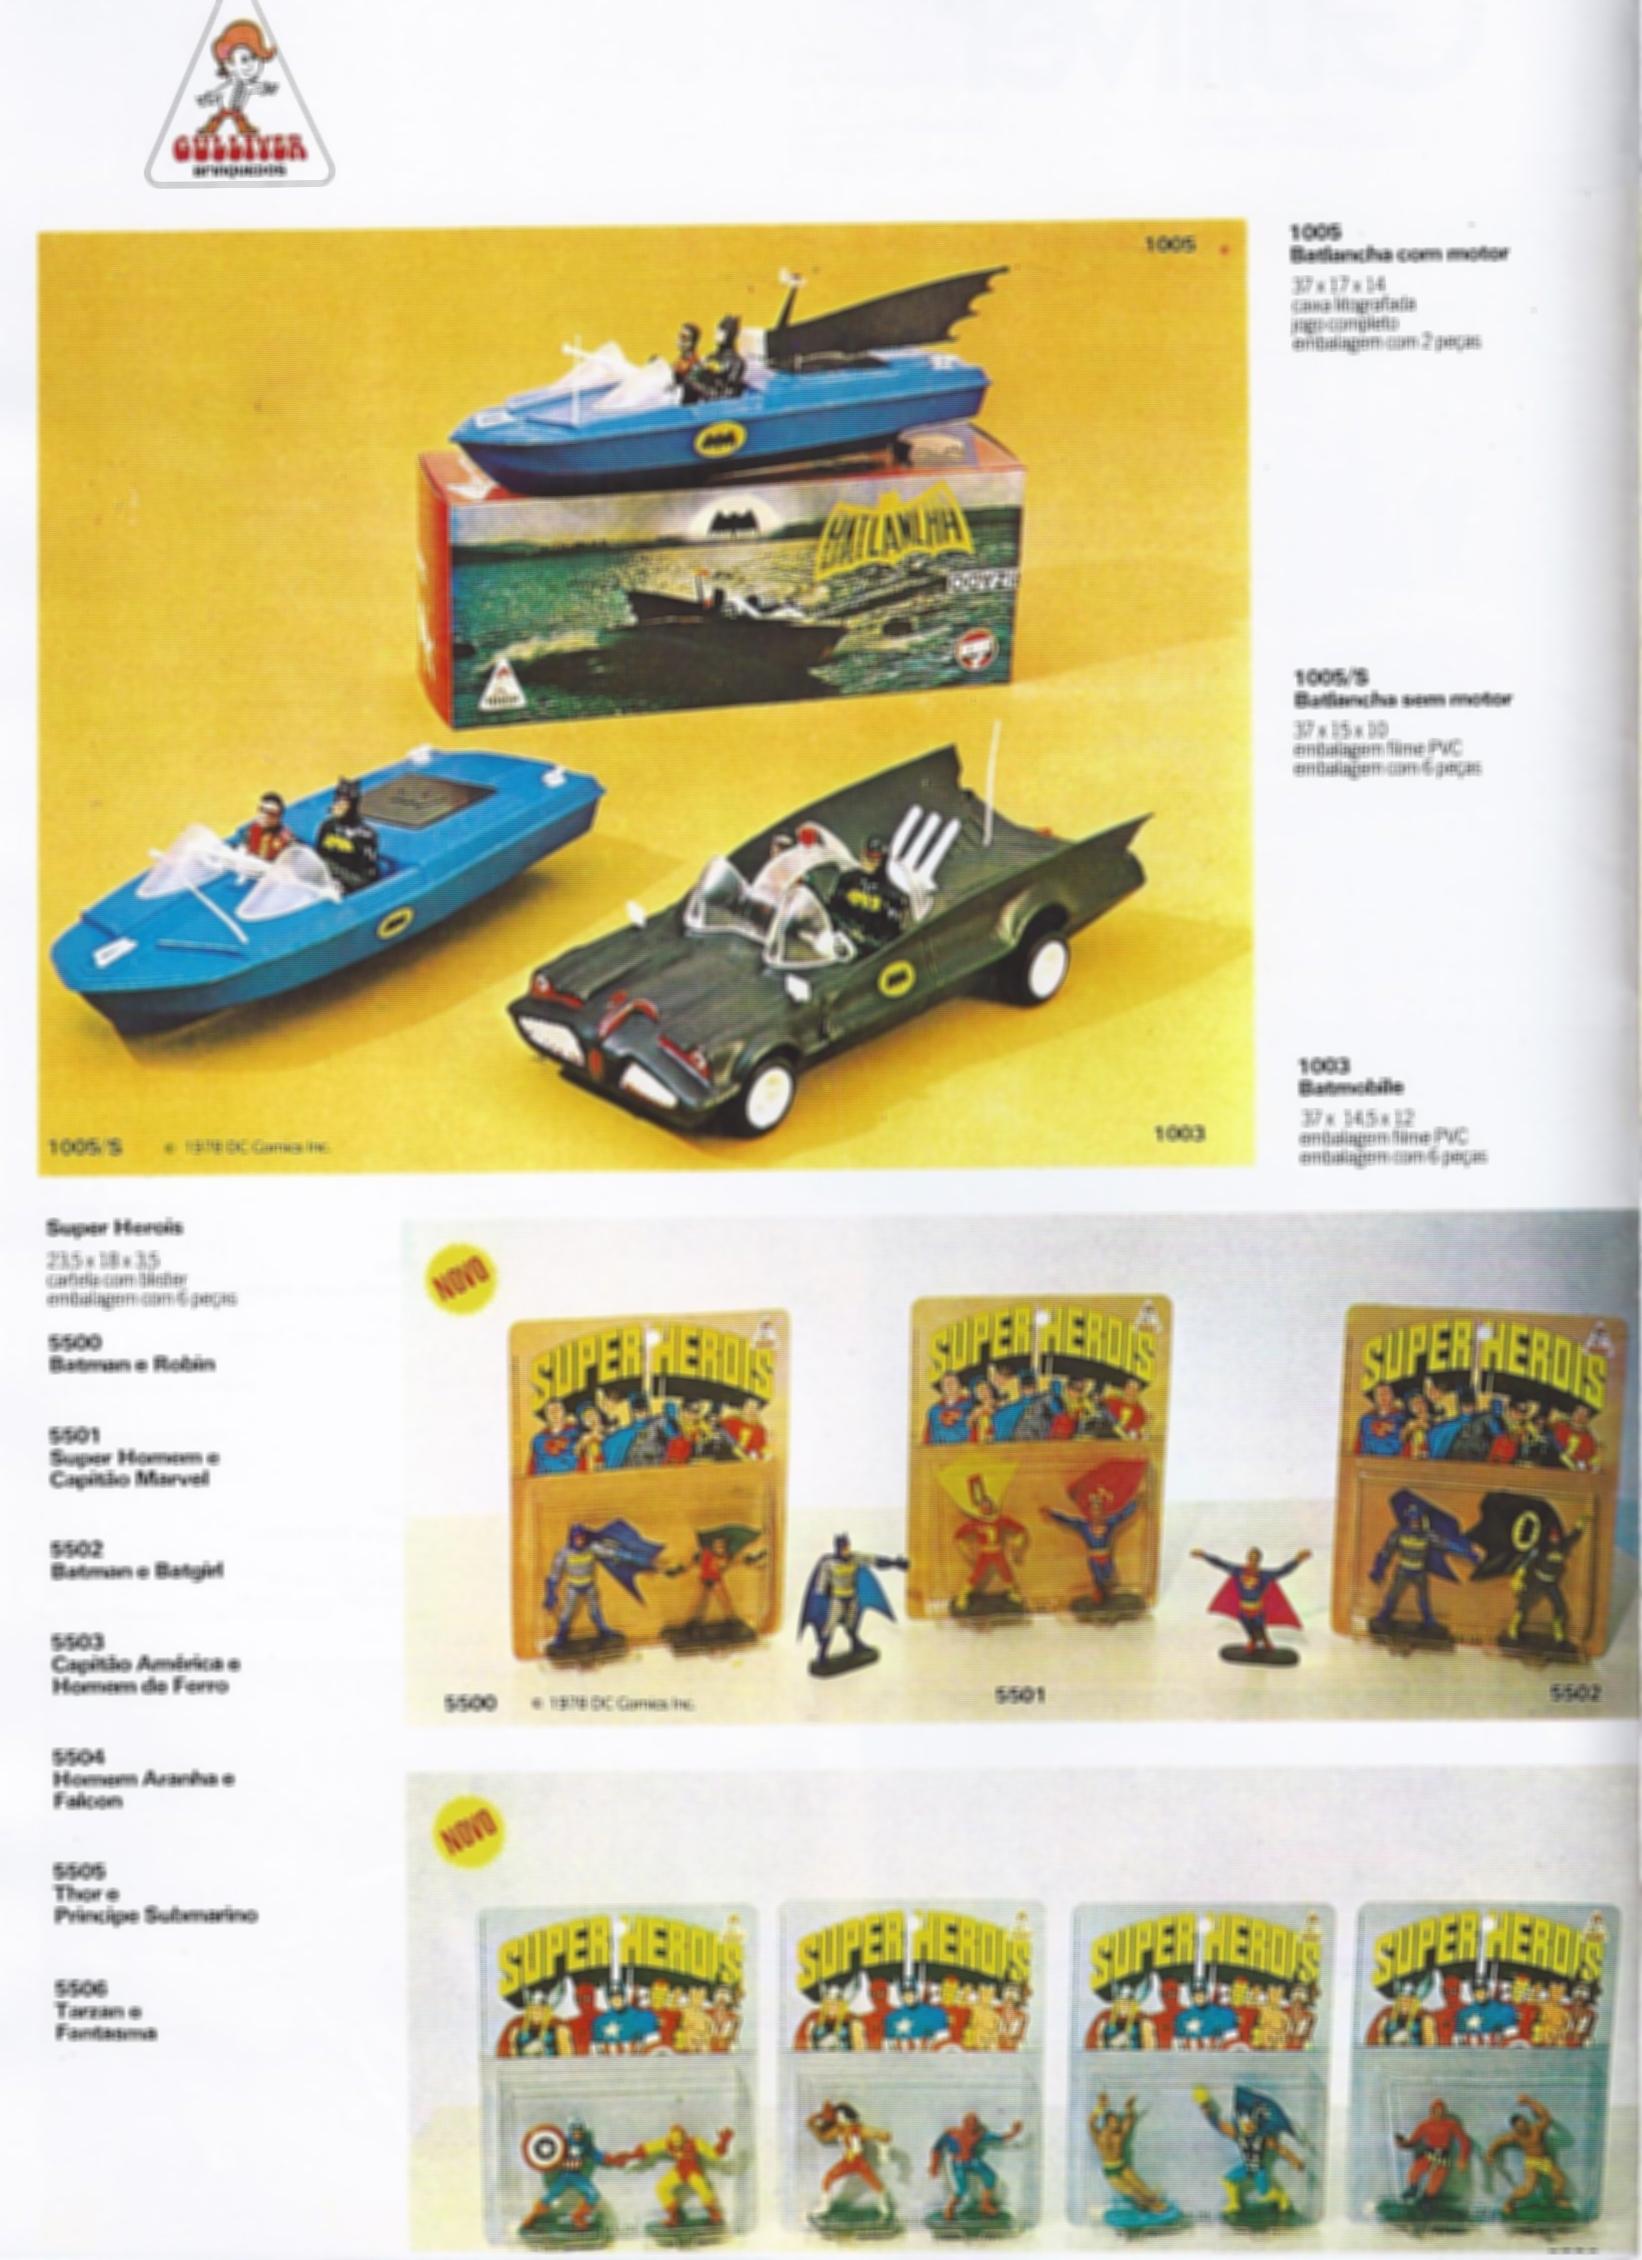 GULLIVER
BRINQUEDOS
1005
1005
Batlancha com motor
37 x 17 x 14
caixa litografada
jogo completo
embalagem com 2 peças
BATLANCHA
1005/S
Batlancha sem motor
37 x 15 x 10
embalagem filme PVC
embalagem com 6 peças
1003
Batmobile
37 x 14,5 x 12
embalagem filme PVC
embalagem com 6 peças
1005/S
© 1978 DC Comics Inc.
1003
Super Herois
23,5 x 18 x 3,5
cartela com blister
embalagem com 6 peças
5500
Batman e Robin
5501
Super Homem e
Capitão Marvel
5502
Batman e Batgirl
5503
Capitão América e
Homem de Ferro
5504
Homem Aranha e
Falcon
5505
Thor e
Principe Submarino
5506
Tarzan e
Fantasma
NOVO
SUPER HEROIS
SUPER HEROIS
SUPER HEROIS
5500
© 1978 DC Comics Inc.
5501
5502
NOVO
SUPER HEROIS
SUPER HEROIS
SUPER HEROIS
SUPER HEROIS